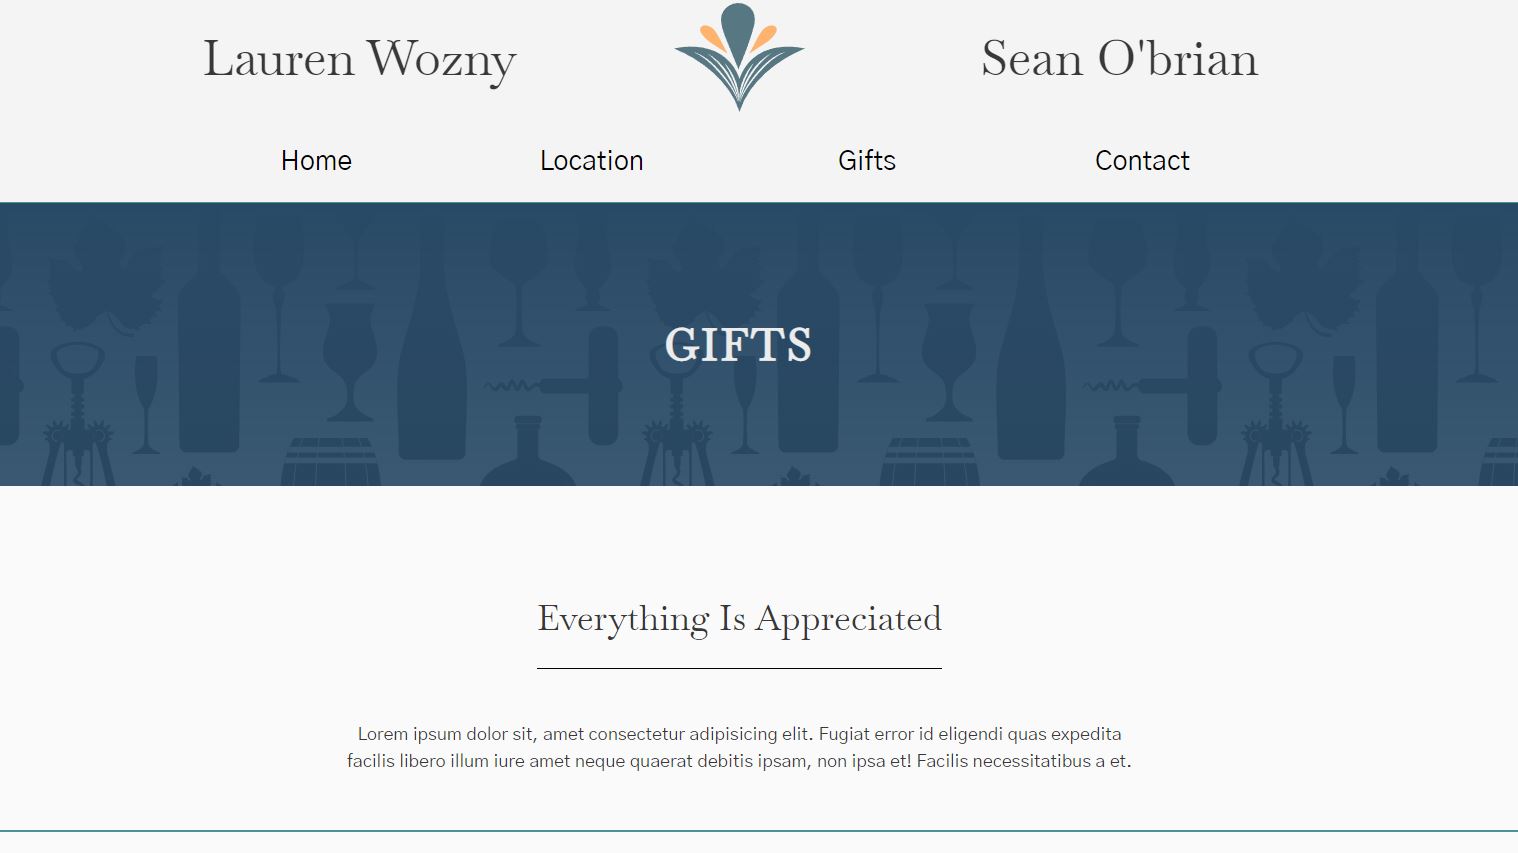 Lauren Wozny
Sean O'brian
Home Location Gifts Contact
GIFTS
Everything Is Appreciated
Lorem ipsum dolor sit, amet consectetur adipisicing elit. Fugiat error id eligendi quas expedita
facilis libero illum iure amet neque quaerat debitis ipsam, non ipsa et! Facilis necessitatibus a et.